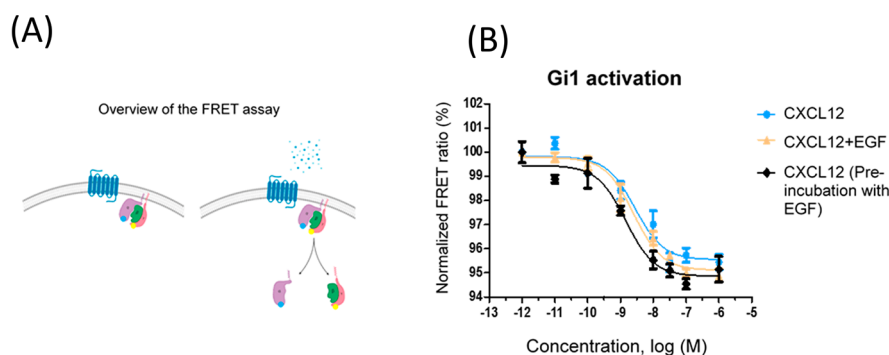 (A)
Overview of the FRET assay
(B)
Gi1 activation
Normalized FRET ratio (%)
102
101
100
99
98
97
96
95
94
-13 -12 -11 -10 -9 -8 -7 -6 -5
Concentration, log (M)
CXCL12
CXCL12+EGF
CXCL12 (Pre-
incubation with
EGF)